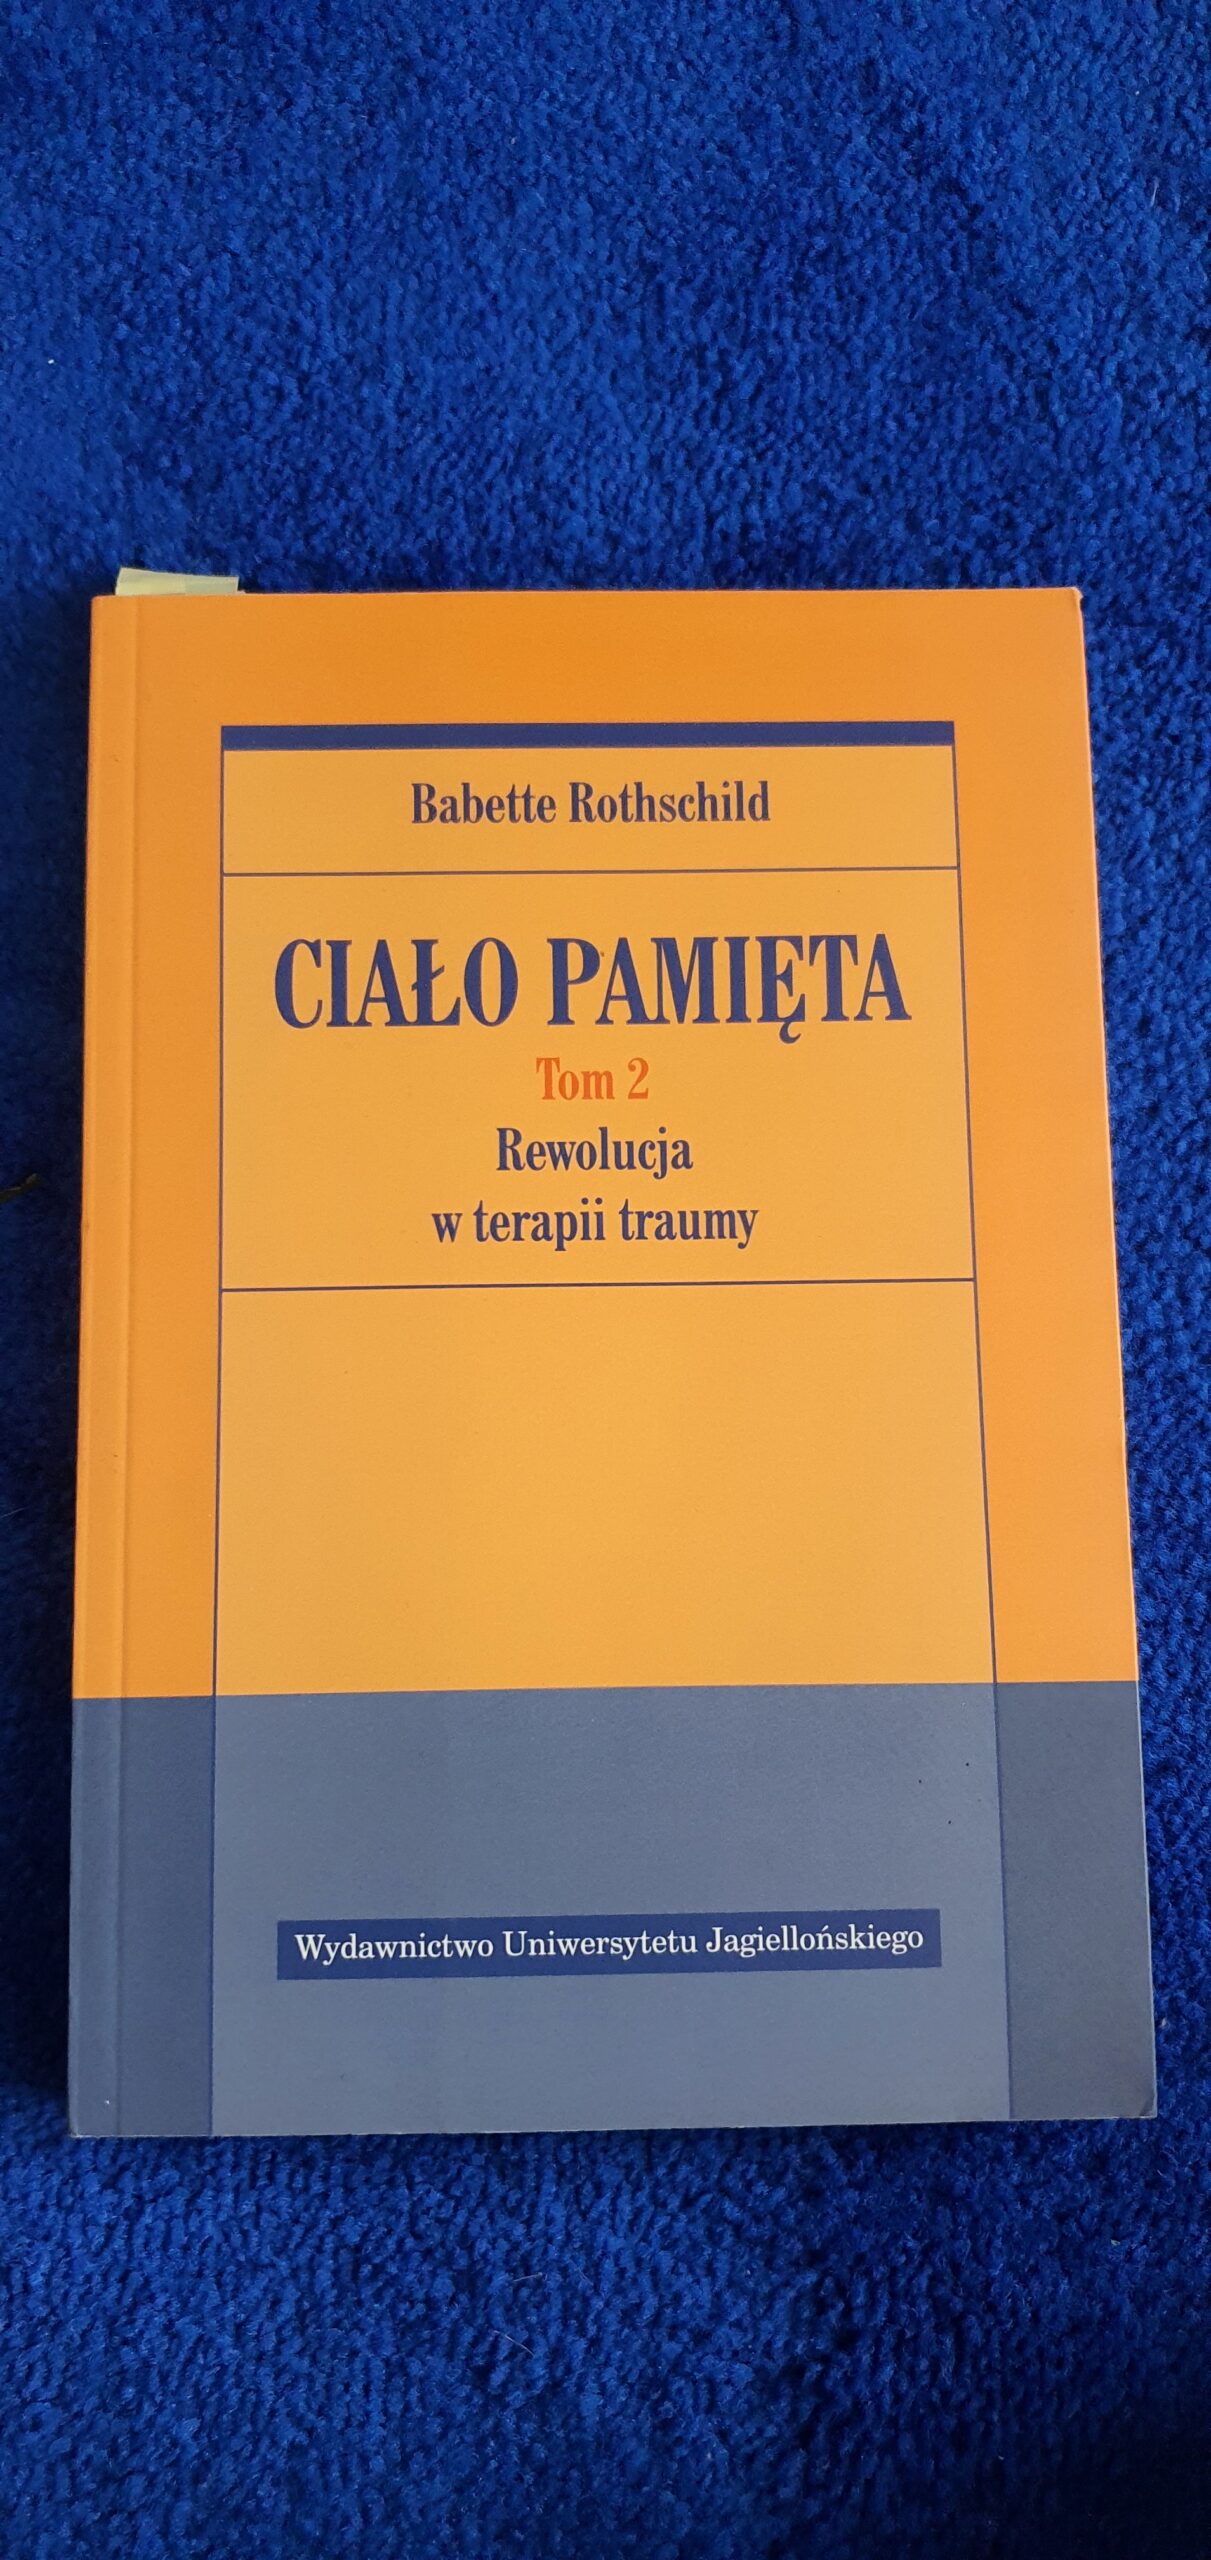 Babette Rothschild
CIAŁO PAMIĘTA
Tom 2
Rewolucja
w terapii traumy
Wydawnictwo Uniwersytetu Jagiellońskiego